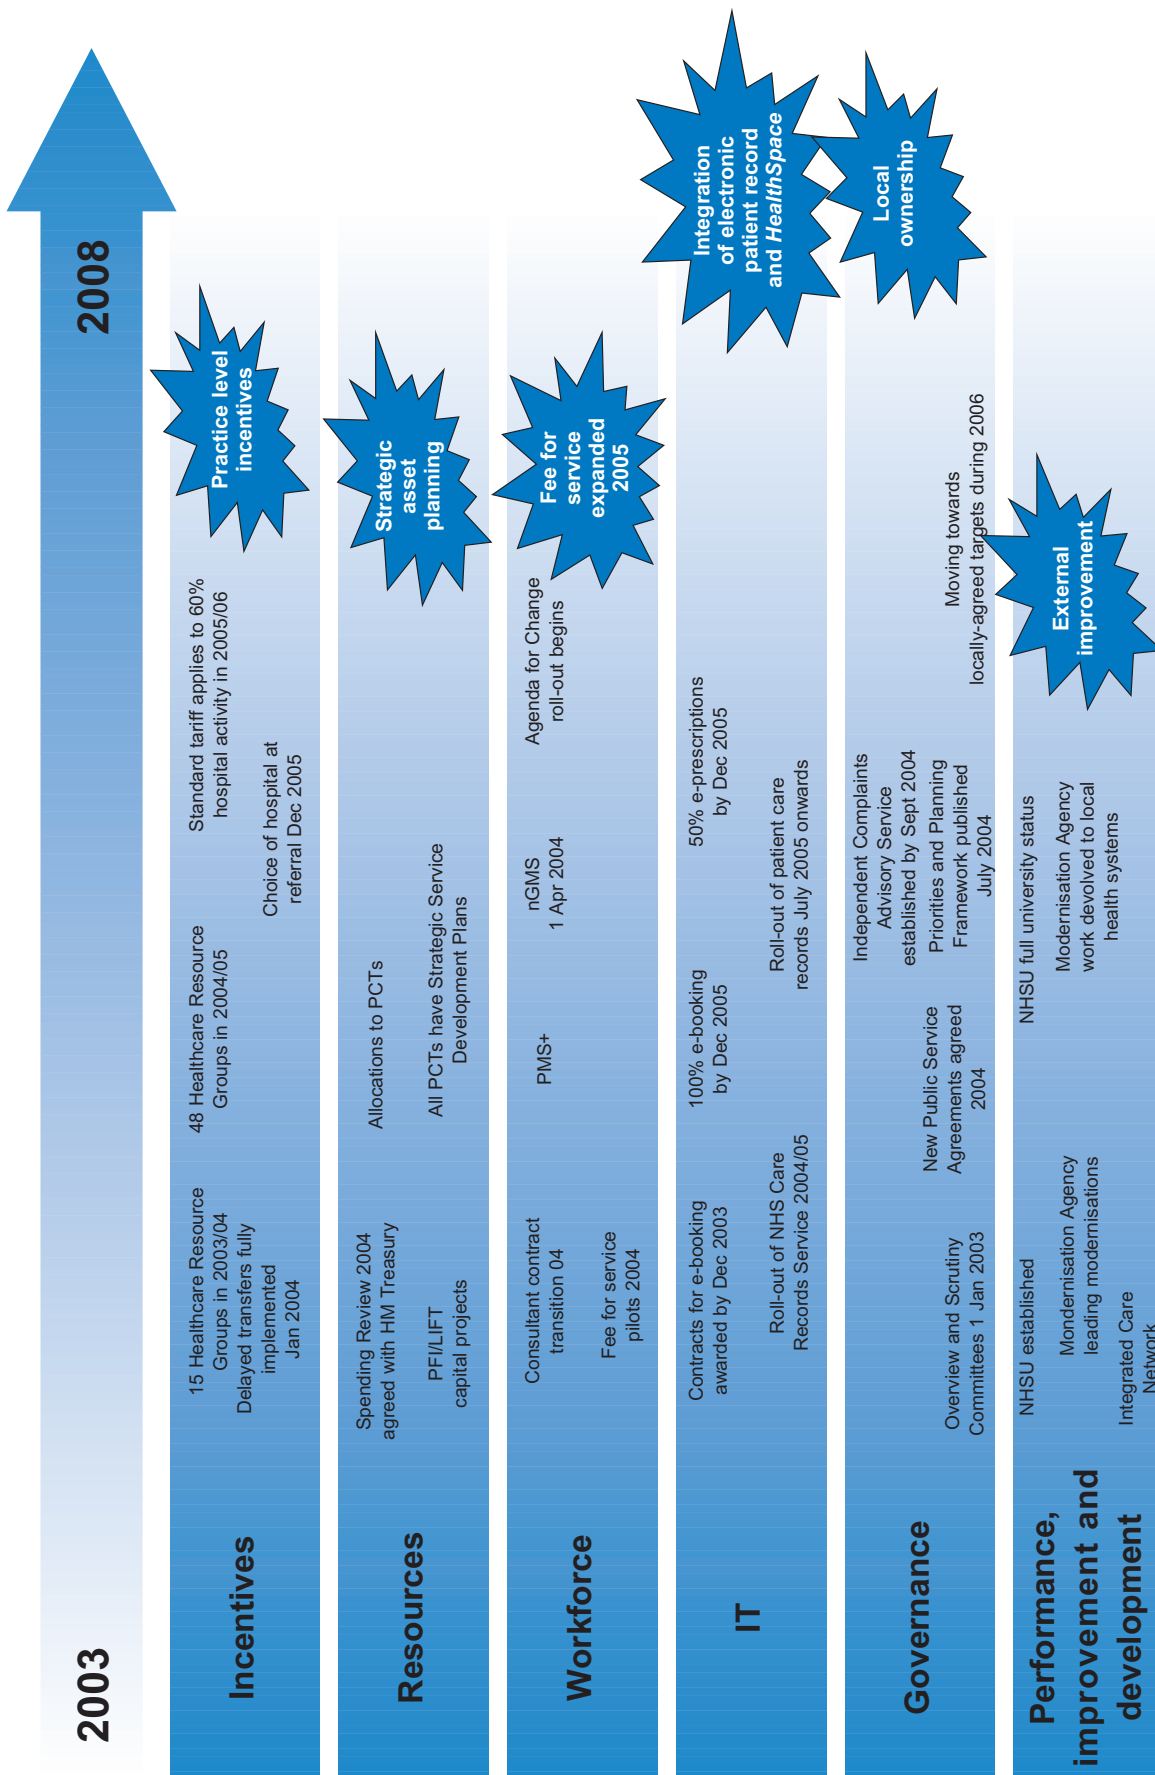 2003
2008
Incentives
15 Healthcare Resource
Groups in 2003/04
Delayed transfers fully
implemented
Jan 2004
48 Healthcare Resource
Groups in 2004/05
Standard tariff applies to 60%
hospital activity in 2005/06
Choice of hospital at
referral Dec 2005
Practice level
incentives
Resources
Spending Review 2004
agreed with HM Treasury
PFI/LIFT
capital projects
Allocations to PCTs
All PCTs have Strategic Service
Development Plans
Strategic
asset
planning
Workforce
Consultant contract
transition 04
Fee for service
pilots 2004
PMS+
nGMS
1 Apr 2004
Agenda for Change
roll-out begins
Fee for
service
expanded
2005
IT
Contracts for e-booking
awarded by Dec 2003
Roll-out of NHS Care
Records Service 2004/05
100% e-booking
by Dec 2005
Roll-out of patient care
records July 2005 onwards
50% e-prescriptions
by Dec 2005
Integration
of electronic
patient record
and HealthSpace
Governance
Overview and Scrutiny
Committees 1 Jan 2003
New Public Service
Agreements agreed
2004
Independent Complaints
Advisory Service
established by Sept 2004
Priorities and Planning
Framework published
July 2004
Moving towards
locally-agreed targets during 2006
Local
ownership
Performance,
improvement and
development
NHSU established
Mondernisation Agency
leading modernisations
Integrated Care
Network
NHSU full university status
Modernisation Agency
work devolved to local
health systems
External
improvement